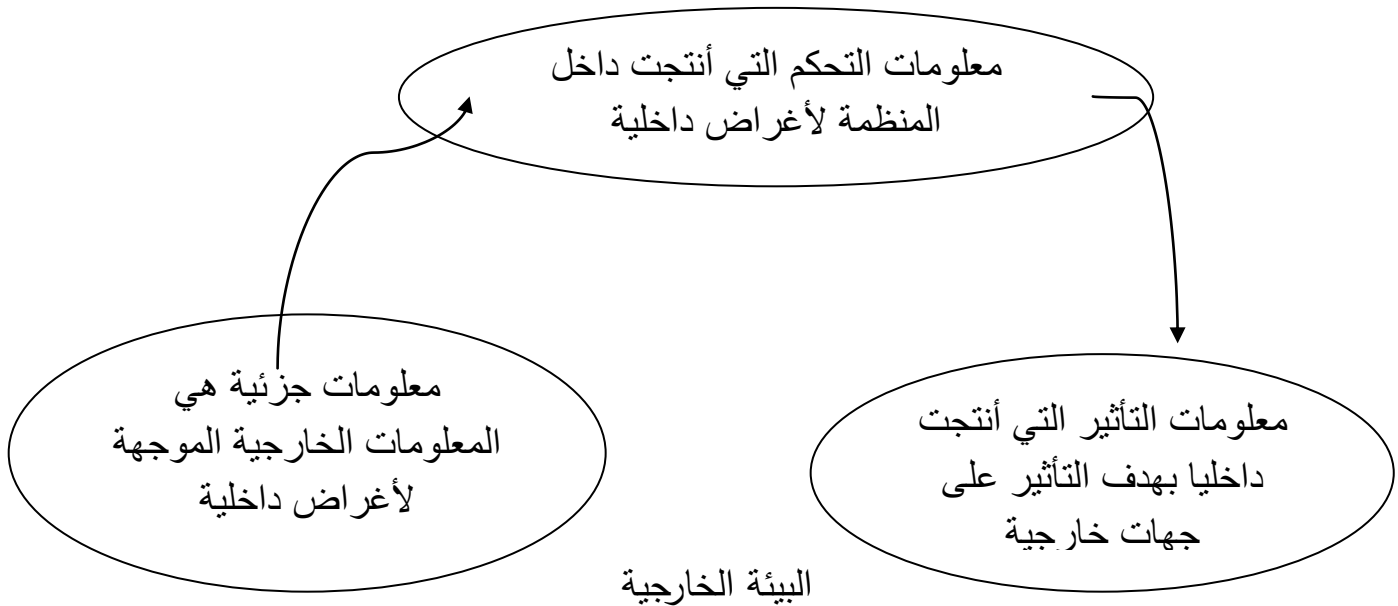 معلومات التحكم التي أنتجت داخل
المنظمة لأغراض داخلية
معلومات جزئية هي
المعلومات الخارجية الموجهة
لأغراض داخلية
معلومات التأثير التي أنتجت
داخليا بهدف التأثير على
جهات خارجية
البيئة الخارجية